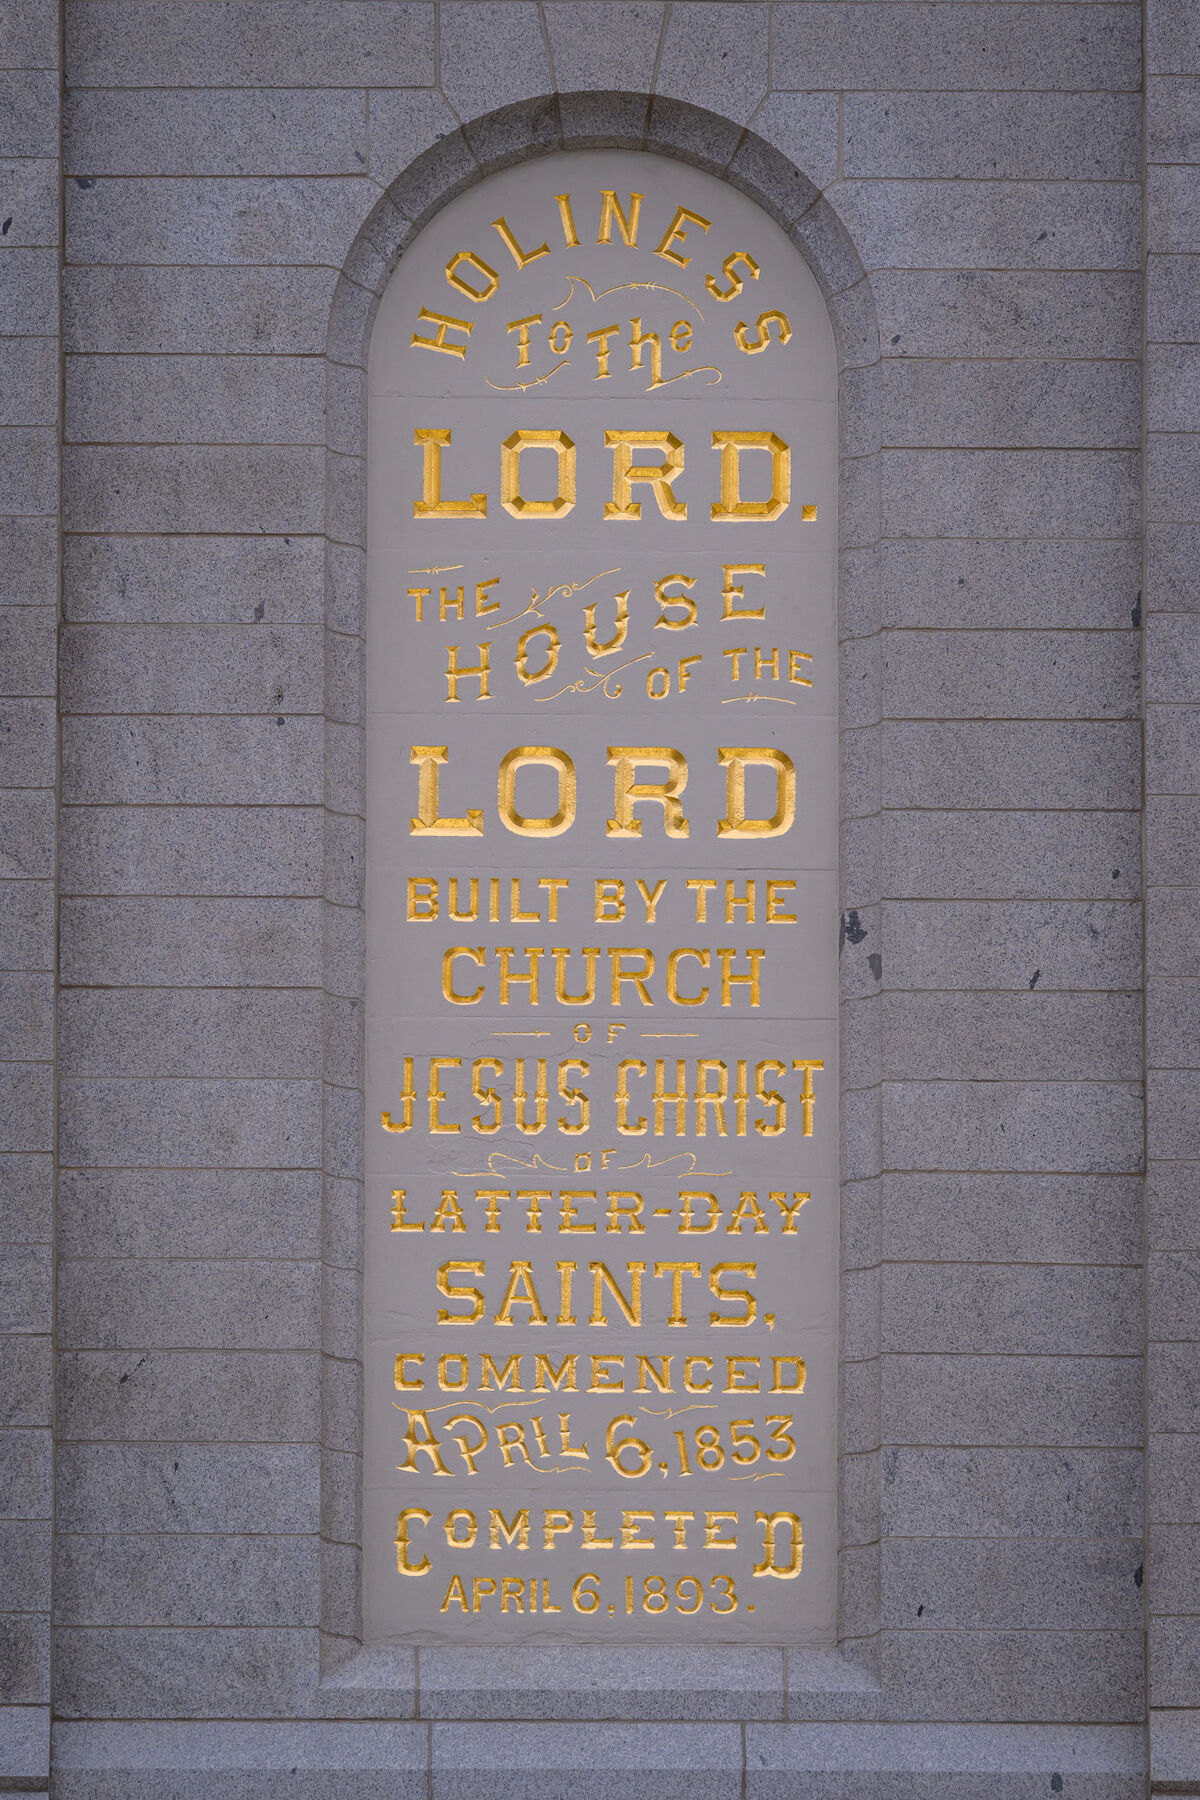 HOLINESS
To The
LORD.
THE
HOUSE
OF THE
LORD
BUILT BY THE
CHURCH
OF
JESUS CHRIST
OF
LATTER-DAY
SAINTS,
COMMENCED
APRIL 6, 1853
COMPLETED
APRIL 6, 1893.